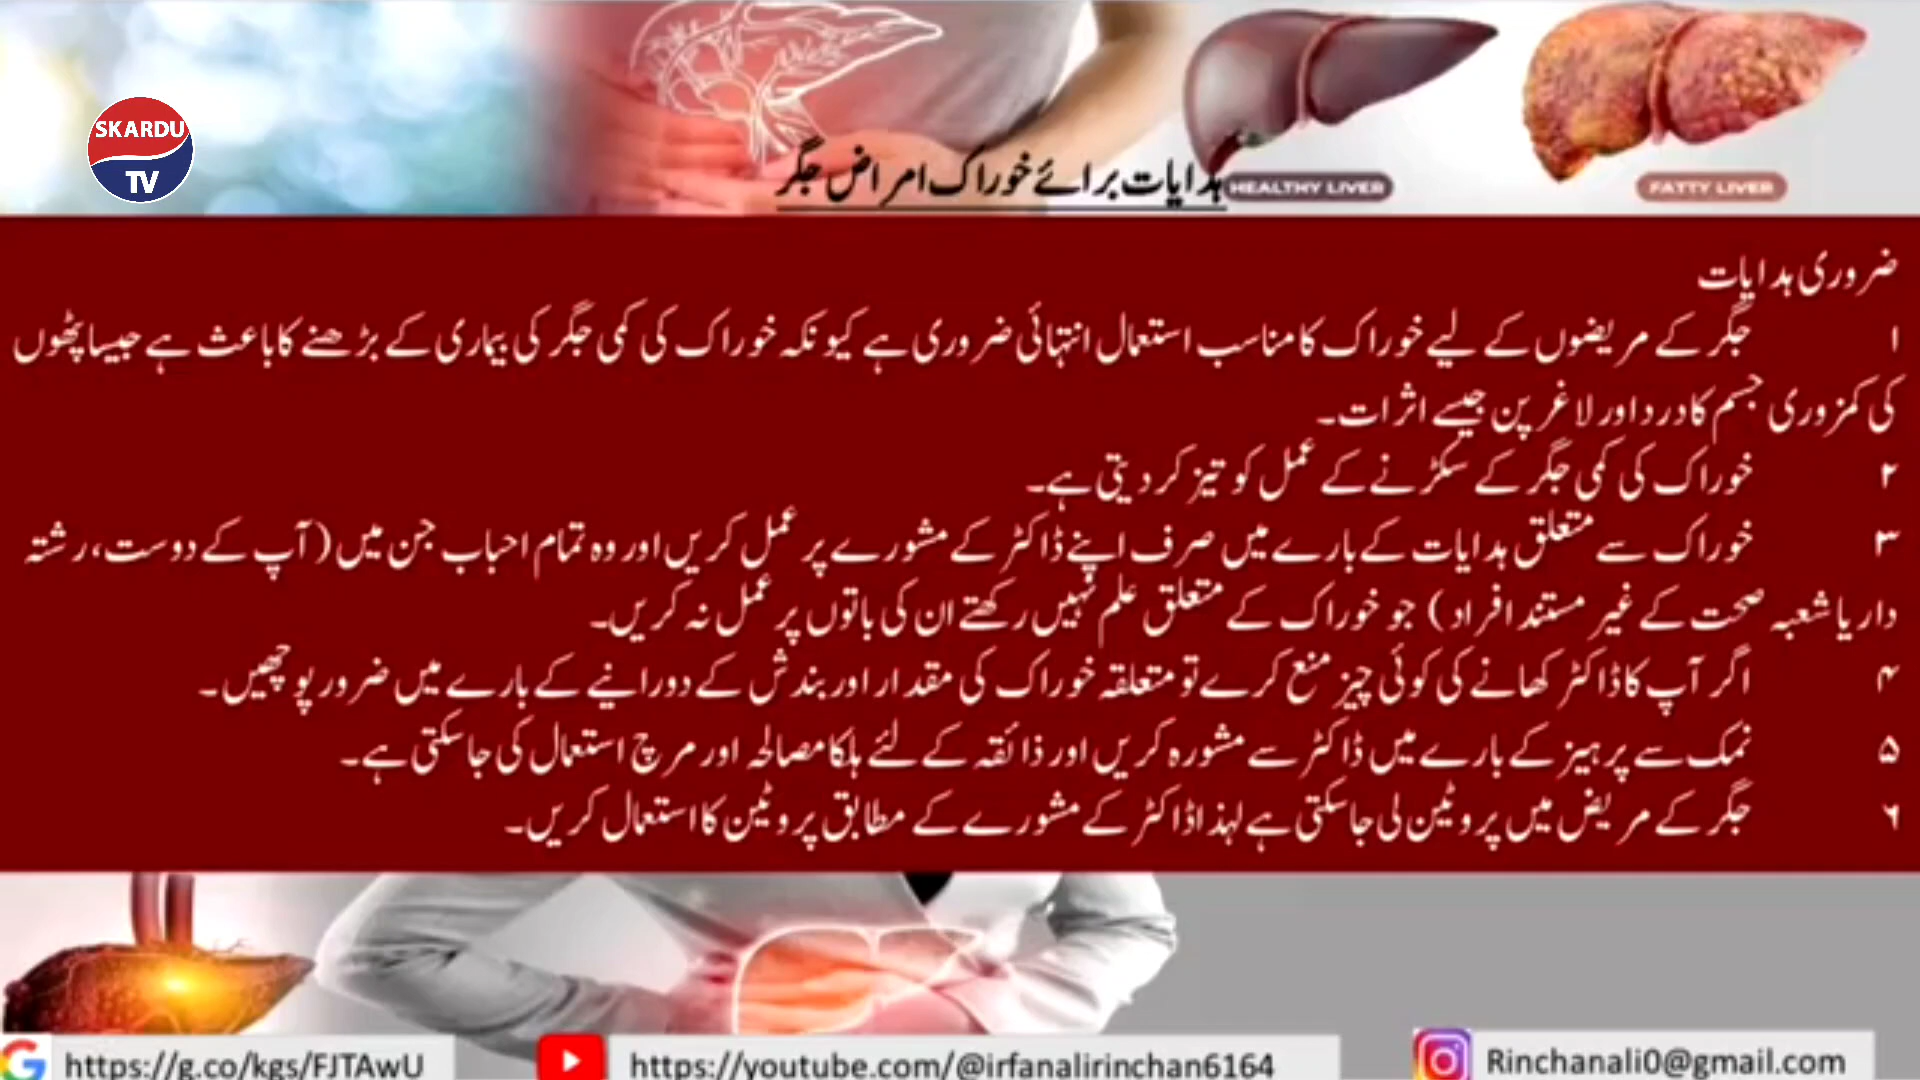 SKARDU
TV
ہدایات برائے خوراک امراض جگر
HEALTHY LIVER
FATTY LIVER
ضروری ہدایات
۱ جگر کے مریضوں کے لیے خوراک کا مناسب استعمال انتہائی ضروری ہے کیونکہ خوراک کی کمی جگر کی بیماری کے بڑھنے کا باعث ہے جیسا پٹھوں
کی کمزوری جسم کا درد اور لاغر پن جیسے اثرات۔
۲ خوراک کی کمی جگر کے سکڑنے کے عمل کو تیز کر دیتی ہے۔
۳ خوراک سے متعلق ہدایات کے بارے میں صرف اپنے ڈاکٹر کے مشورے پر عمل کریں اور وہ تمام احباب جن میں (آپ کے دوست، رشتہ
دار یا شعبہ صحت کے غیر مستند افراد) جو خوراک کے متعلق علم نہیں رکھتے ان کی باتوں پر عمل نہ کریں۔
۴ اگر آپ کا ڈاکٹر کھانے کی کوئی چیز منع کرے تو متعلقہ خوراک کی مقدار اور بندش کے دورانیے کے بارے میں ضرور پوچھیں۔
۵ نمک سے پرہیز کے بارے میں ڈاکٹر سے مشورہ کریں اور ذائقہ کے لئے ہلکا مصالحہ اور مرچ استعمال کی جاسکتی ہے۔
۶ جگر کے مریض میں پروٹین لی جاسکتی ہے لہذا ڈاکٹر کے مشورے کے مطابق پروٹین کا استعمال کریں۔
https://g.co/kgs/FJTAwU
https://youtube.com/@irfanalirinchan6164
Rinchanali0@gmail.com